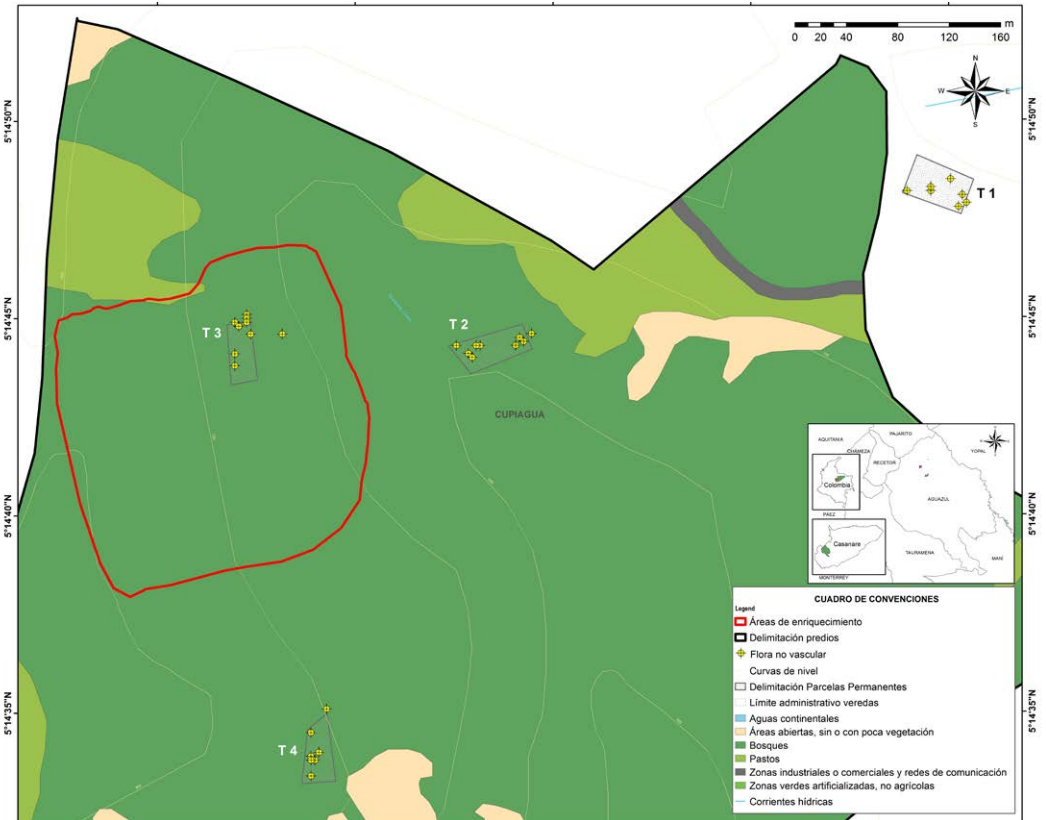 m
0 20 40 80 120 160
N
W E
S
5°14'50"N
5°14'50"N
T 1
5°14'45"N
5°14'45"N
T 3
T 2
CUPIAGUA
5°14'40"N
5°14'40"N
5°14'35"N
5°14'35"N
T 4
AQUITANIA
PAJARITO
CHAMEZA
YOPAL
RECETOR
Colombia
AGUAZUL
PAEZ
Casanare
TAURAMENA
MANÍ
MONTERREY
CUADRO DE CONVENCIONES
Legend
Áreas de enriquecimiento
Delimitación predios
Flora no vascular
Curvas de nivel
Delimitación Parcelas Permanentes
Límite administrativo veredas
Aguas continentales
Áreas abiertas, sin o con poca vegetación
Bosques
Pastos
Zonas industriales o comerciales y redes de comunicación
Zonas verdes artificializadas, no agrícolas
Corrientes hídricas